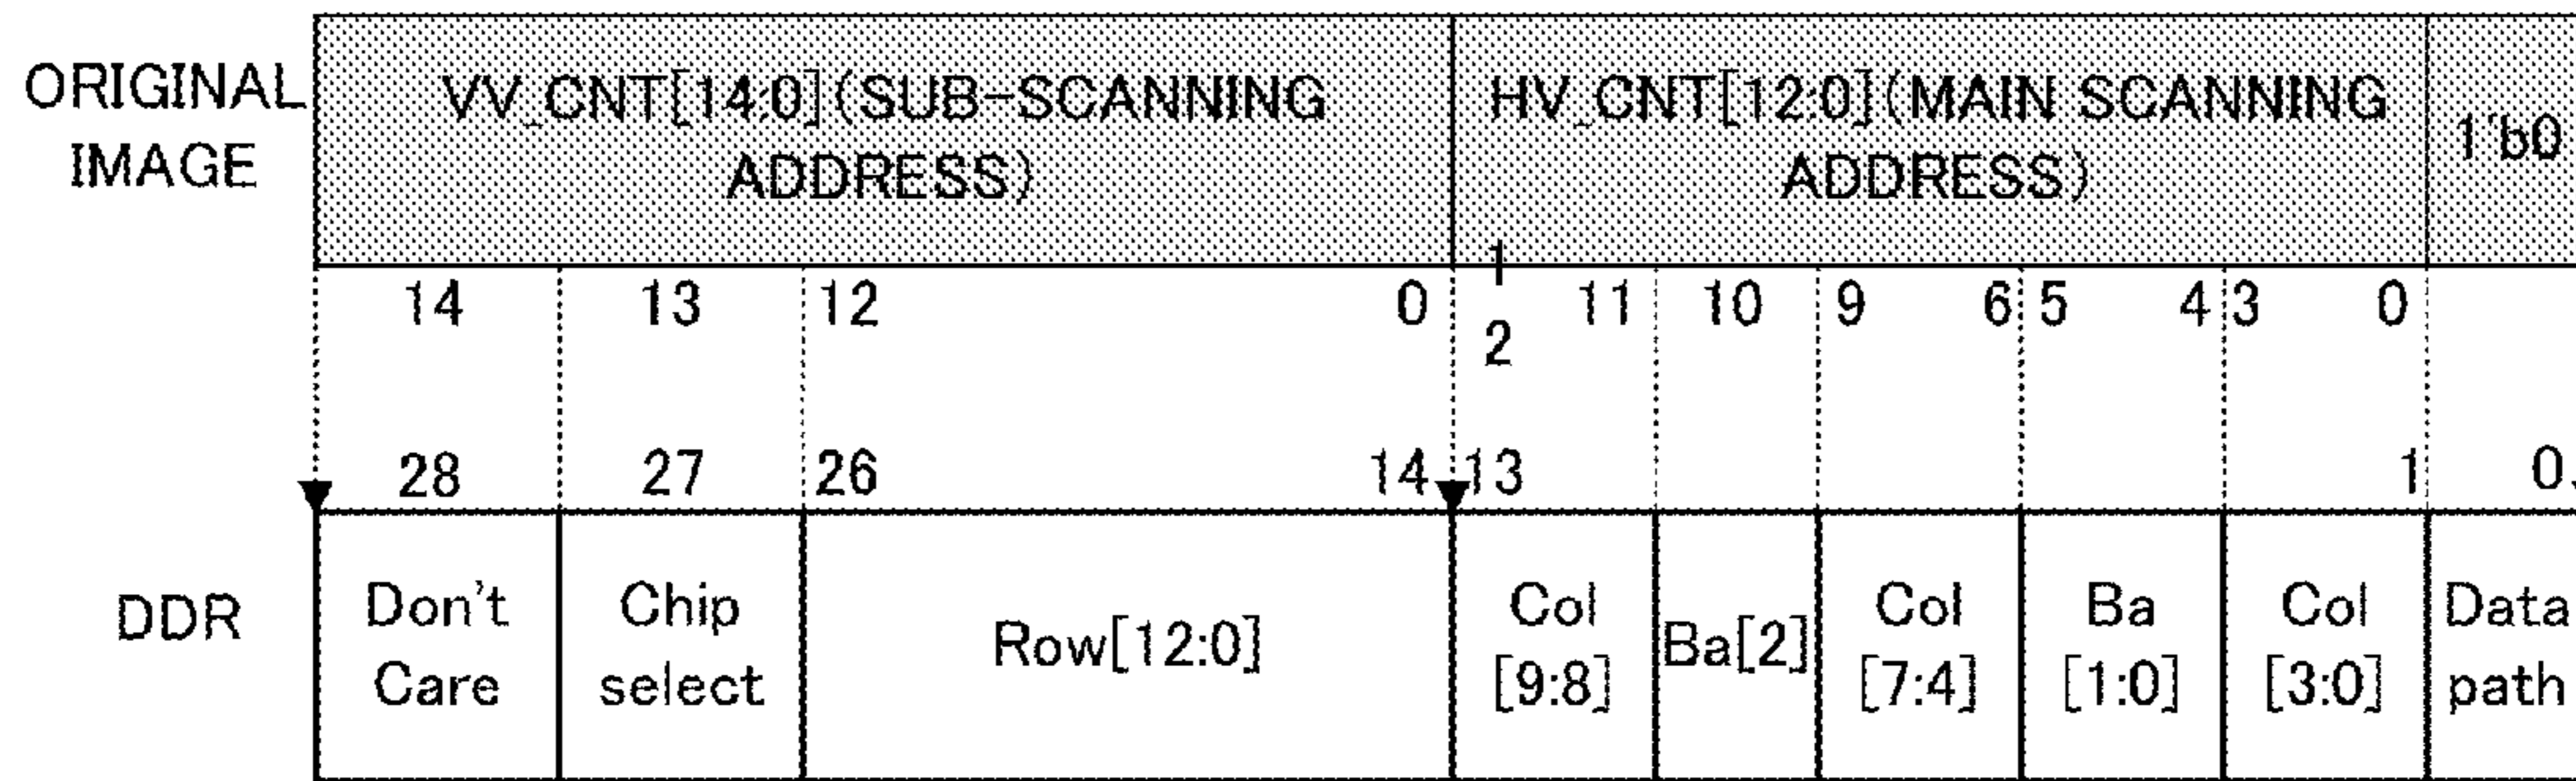 ORIGINAL IMAGE
VV_CNT[14:0](SUB-SCANNING ADDRESS)
HV_CNT[12:0](MAIN SCANNING ADDRESS)
1'b0
14 13 12 0 11 10 9 6 5 4 3 0
2
28 27 26 14 13 1 0
DDR
Don't Care
Chip select
Row[12:0]
Col [9:8]
Ba[2]
Col [7:4]
Ba [1:0]
Col [3:0]
Data path